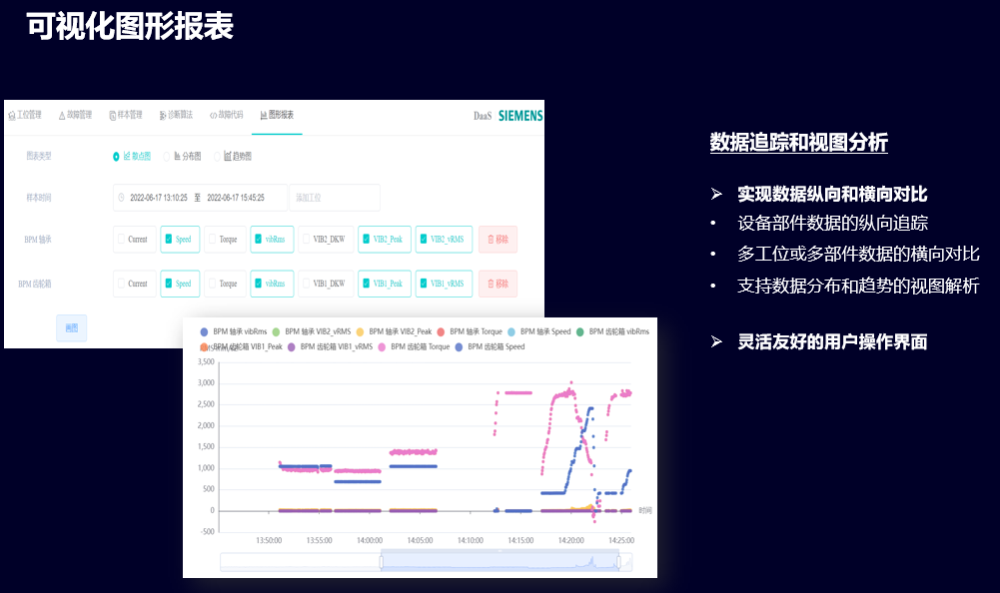 可视化图形报表
工位管理 故障管理 样本管理 诊断算法 故障代码 图形报表 DaaS SIEMENS
图表类型 散点图 分布图 趋势图
样本时间 2022-06-17 13:10:25 至 2022-06-17 15:45:25 添加工位
BPM 轴承 Current Speed Torque vibRms VIB2_DKW VIB2_Peak VIB2_vRMS 移除
BPM 齿轮箱 Current Speed Torque vibRms VIB1_DKW VIB1_Peak VIB1_vRMS 移除
画图
BPM 轴承 vibRms BPM 轴承 VIB2_vRMS BPM 轴承 VIB2_Peak BPM 轴承 Torque BPM 轴承 Speed BPM 齿轮箱 vibRms
BPM 齿轮箱 VIB1_Peak BPM 齿轮箱 VIB1_vRMS BPM 齿轮箱 Torque BPM 齿轮箱 Speed
3,500
3,000
2,500
2,000
1,500
1,000
500
0
-500
时间
13:50:00 13:55:00 14:00:00 14:05:00 14:10:00 14:15:00 14:20:00 14:25:00
数据追踪和视图分析
➢ 实现数据纵向和横向对比
• 设备部件数据的纵向追踪
• 多工位或多部件数据的横向对比
• 支持数据分布和趋势的视图解析
➢ 灵活友好的用户操作界面